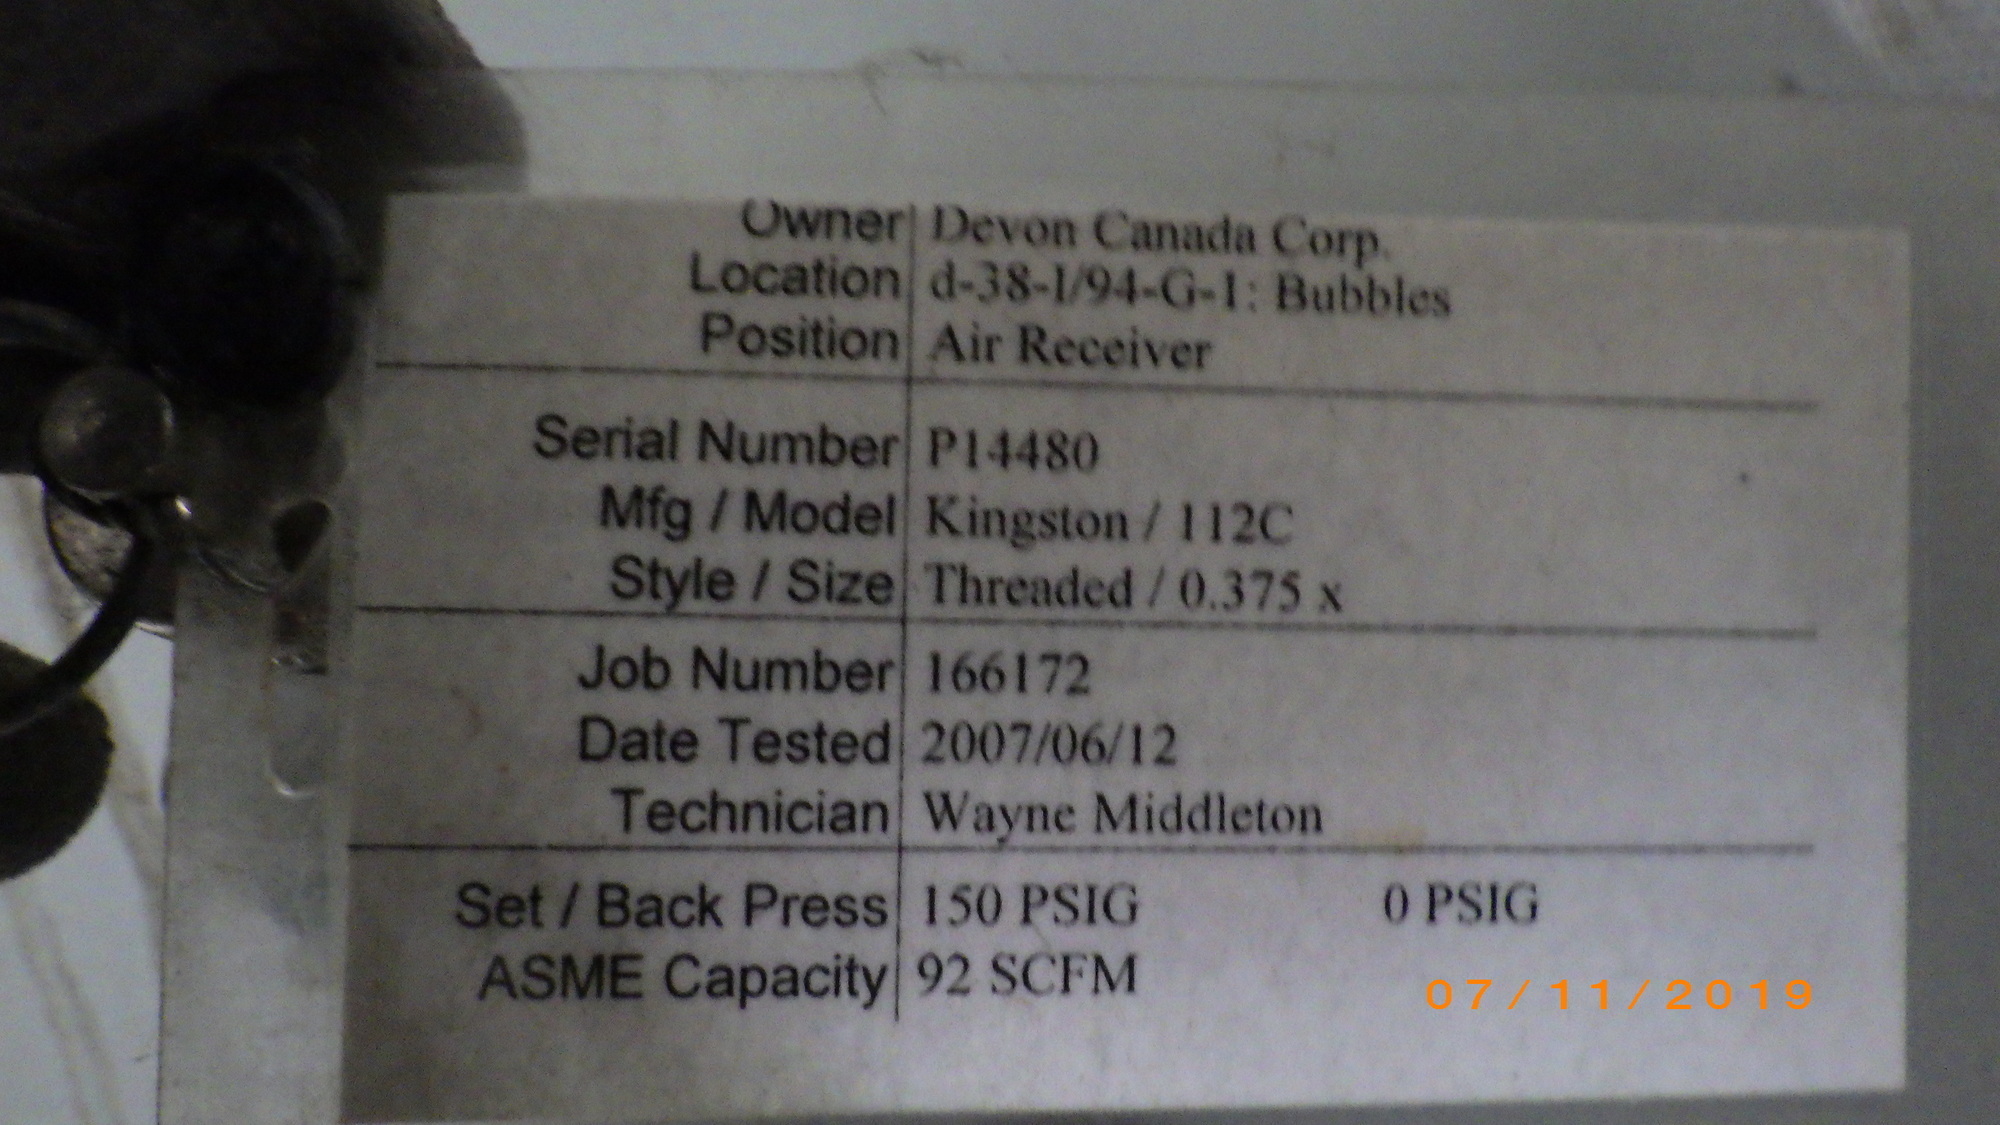 Owner Devon Canada Corp.
Location d-38-I/94-G-1: Bubbles
Position Air Receiver
Serial Number P14480
Mfg / Model Kingston / 112C
Style / Size Threaded / 0.375 x
Job Number 166172
Date Tested 2007/06/12
Technician Wayne Middleton
Set / Back Press 150 PSIG 0 PSIG
ASME Capacity 92 SCFM
07/11/2019